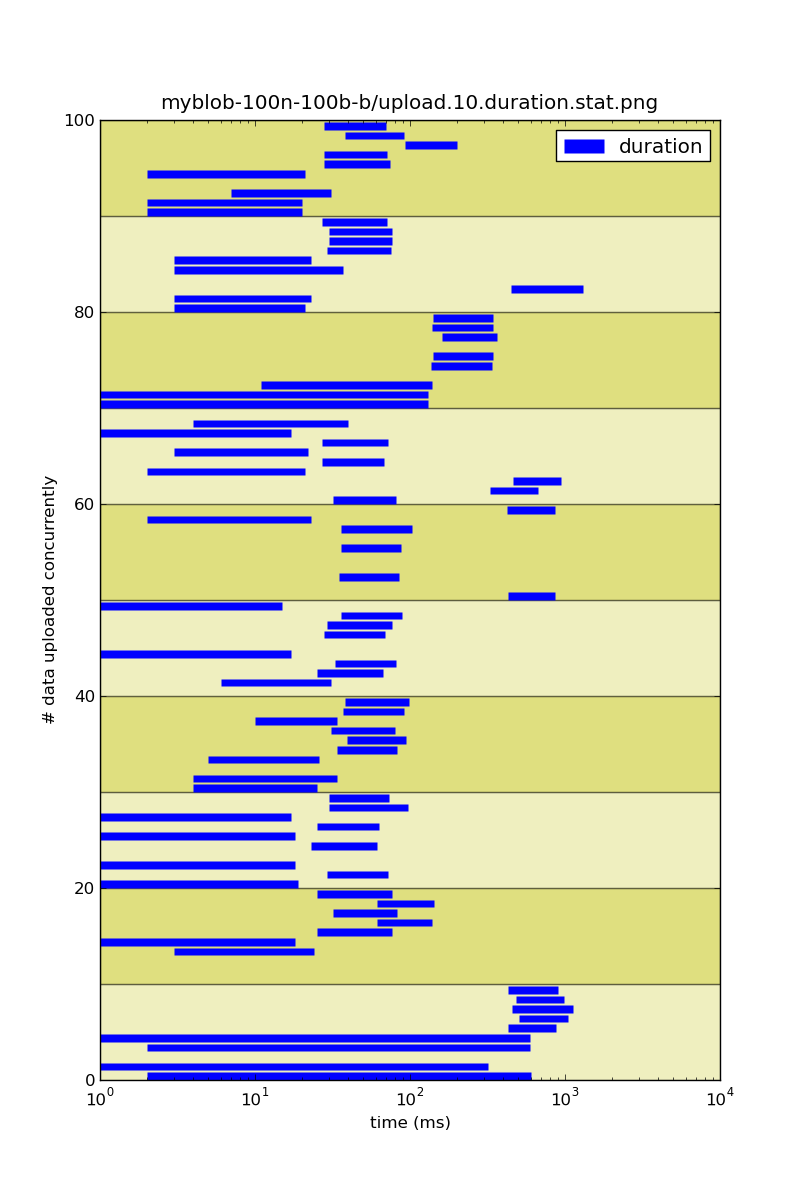 myblob-100n-100b-b/upload.10.duration.stat.png
duration
100
80
60
40
20
0
# data uploaded concurrently
10^0 10^1 10^2 10^3 10^4
time (ms)